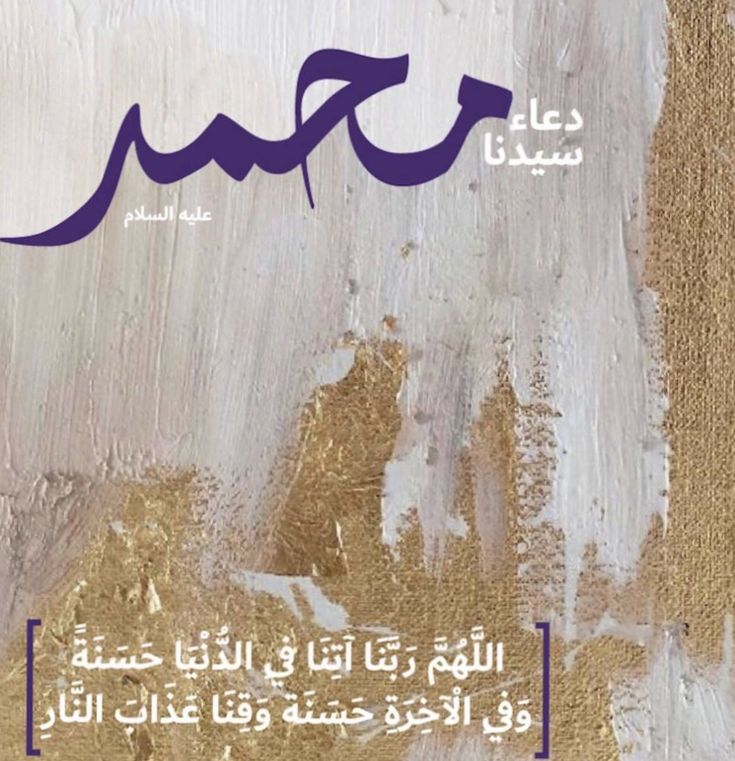 دعاء
سيدنا
محمد
عليه السلام
اللَّهُمَّ رَبَّنَا آتِنَا فِي الدُّنْيَا حَسَنَةً
وَفِي الْآخِرَةِ حَسَنَة وَقِنَا عَذَابَ النَّارِ